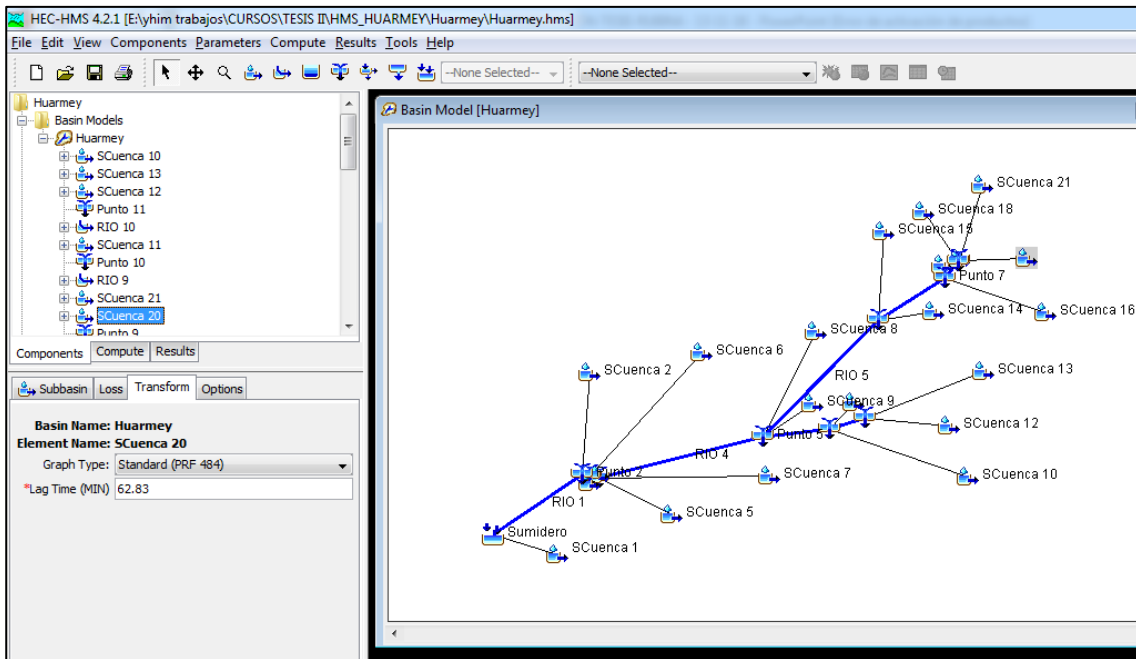 HEC-HMS 4.2.1 [E:\yhim trabajos\CURSOS\TESIS II\HMS_HUARMEY\Huarmey\Huarmey.hms]
File Edit View Components Parameters Compute Results Tools Help
--None Selected-- --None Selected--
Huarmey
Basin Models
Huarmey
SCuenca 10
SCuenca 13
SCuenca 12
Punto 11
RIO 10
SCuenca 11
Punto 10
RIO 9
SCuenca 21
SCuenca 20
Punto 9
Components Compute Results
Subbasin Loss Transform Options
Basin Name: Huarmey
Element Name: SCuenca 20
Graph Type: Standard (PRF 484)
*Lag Time (MIN) 62.83
Basin Model [Huarmey]
SCuenca 21
SCuenca 18
SCuenca 15
Punto 7
SCuenca 14
SCuenca 16
SCuenca 8
SCuenca 6
SCuenca 2
RIO 5
SCuenca 13
SCuenca 9
SCuenca 12
Punto 5
RIO 4
SCuenca 10
SCuenca 7
Punto 2
RIO 1
SCuenca 5
Sumidero
SCuenca 1